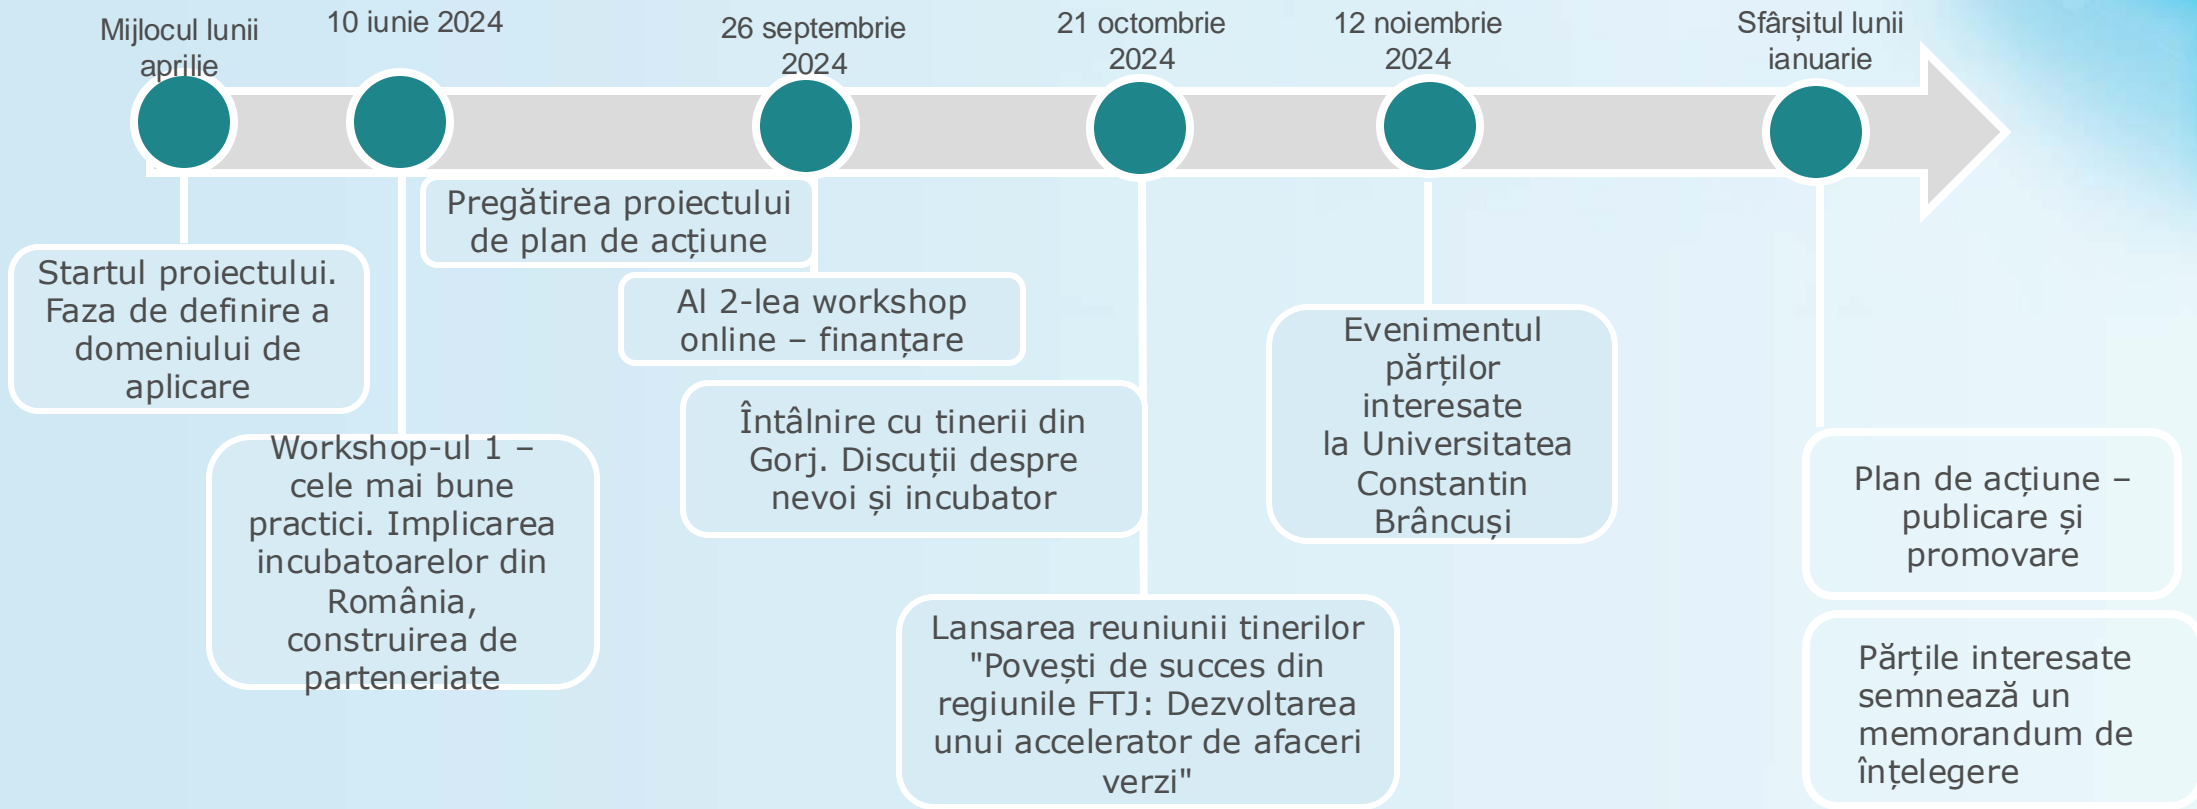 Mijlocul lunii
aprilie
10 iunie 2024
26 septembrie
2024
21 octombrie
2024
12 noiembrie
2024
Sfârșitul lunii
ianuarie
Startul proiectului.
Faza de definire a
domeniului de
aplicare
Workshop-ul 1 –
cele mai bune
practici. Implicarea
incubatoarelor din
România,
construirea de
parteneriate
Pregătirea proiectului
de plan de acțiune
Al 2-lea workshop
online – finanțare
Întâlnire cu tinerii din
Gorj. Discuții despre
nevoi și incubator
Lansarea reuniunii tinerilor
"Povești de succes din
regiunile FTJ: Dezvoltarea
unui accelerator de afaceri
verzi"
Evenimentul
părților
interesate
la Universitatea
Constantin
Brâncuși
Plan de acțiune –
publicare și
promovare
Părțile interesate
semnează un
memorandum de
înțelegere